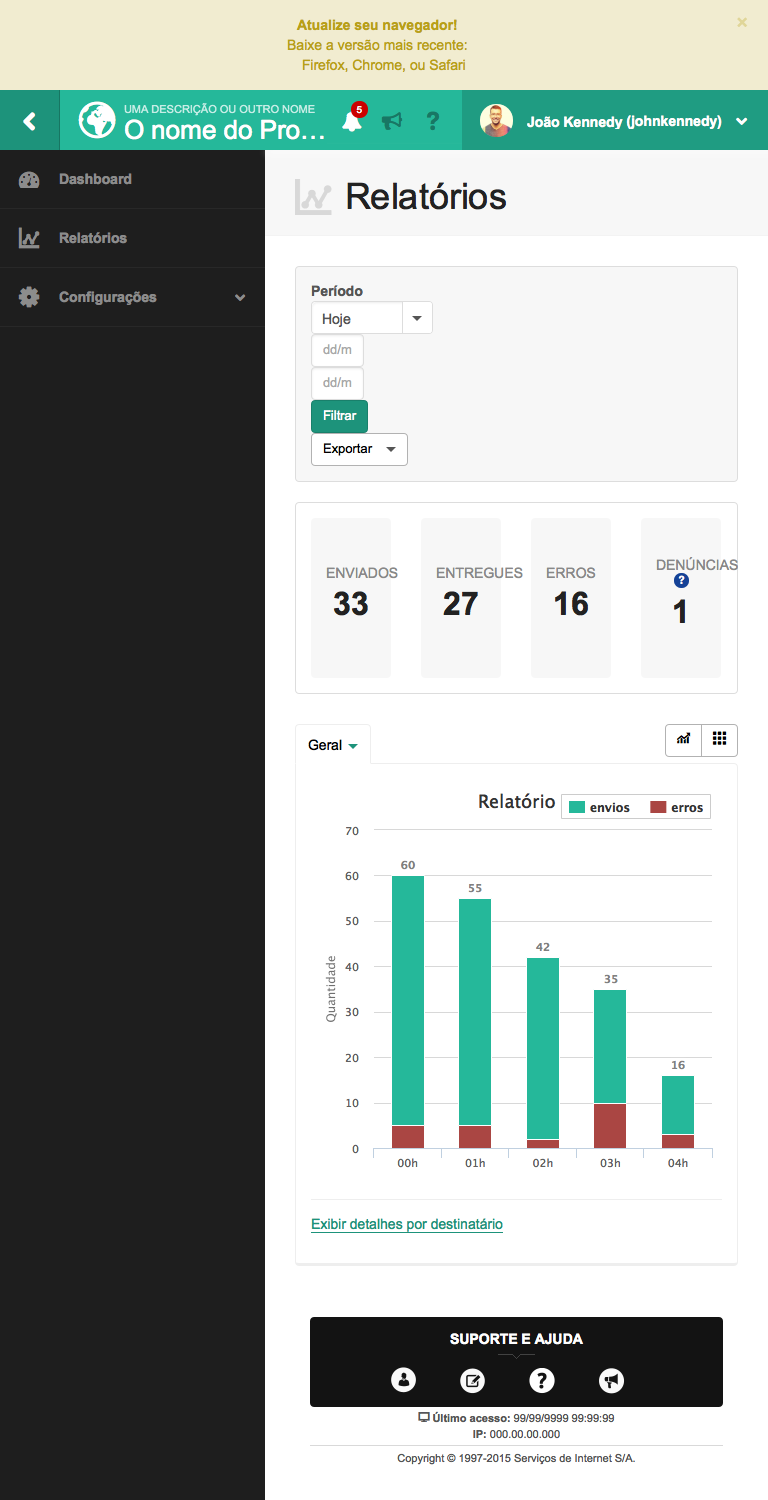 Atualize seu navegador!
×
Baixe a versão mais recente:
Firefox, Chrome, ou Safari
UMA DESCRIÇÃO OU OUTRO NOME
O nome do Pro...
5
?
João Kennedy (johnkennedy)
Dashboard
Relatórios
Configurações
Relatórios
Período
Hoje
dd/m
dd/m
Filtrar
Exportar
ENVIADOS
33
ENTREGUES
27
ERROS
16
DENÚNCIAS
?
1
Geral
Relatório
envios
erros
70
60
50
40
30
20
10
0
Quantidade
60
55
42
35
16
00h
01h
02h
03h
04h
Exibir detalhes por destinatário
SUPORTE E AJUDA
?
Último acesso: 99/99/9999 99:99:99
IP: 000.00.00.000
Copyright © 1997-2015 Serviços de Internet S/A.